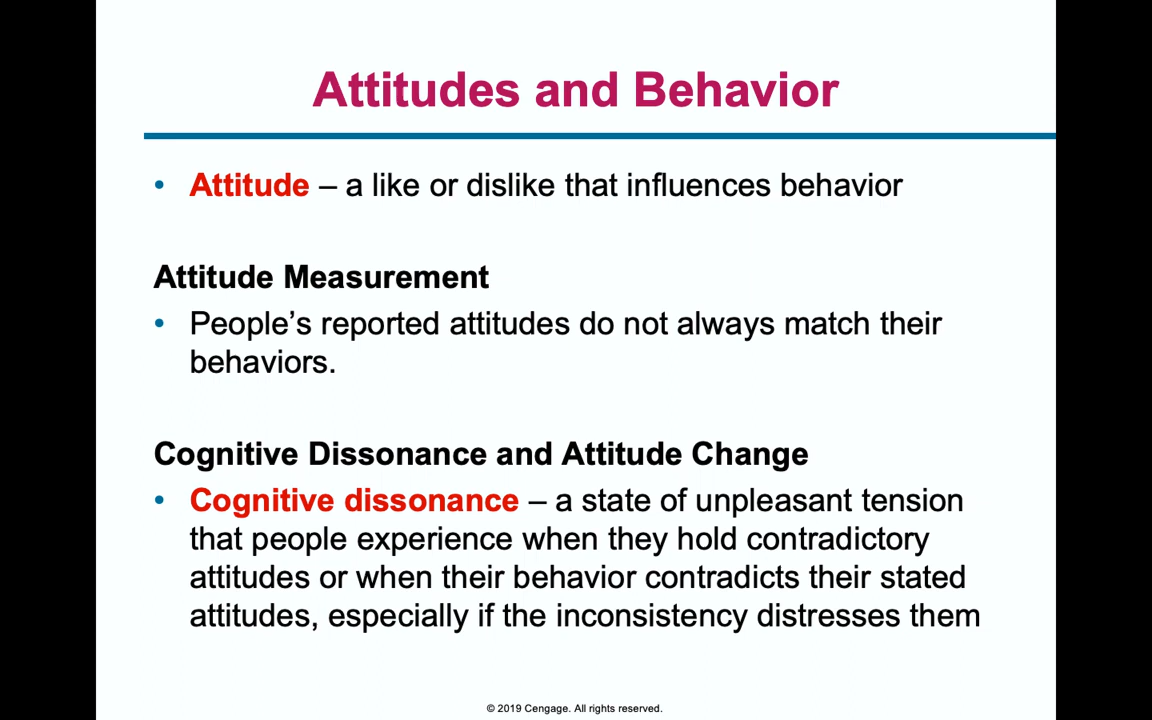 Attitudes and Behavior
• Attitude – a like or dislike that influences behavior
Attitude Measurement
• People’s reported attitudes do not always match their
behaviors.
Cognitive Dissonance and Attitude Change
• Cognitive dissonance – a state of unpleasant tension
that people experience when they hold contradictory
attitudes or when their behavior contradicts their stated
attitudes, especially if the inconsistency distresses them
© 2019 Cengage. All rights reserved.